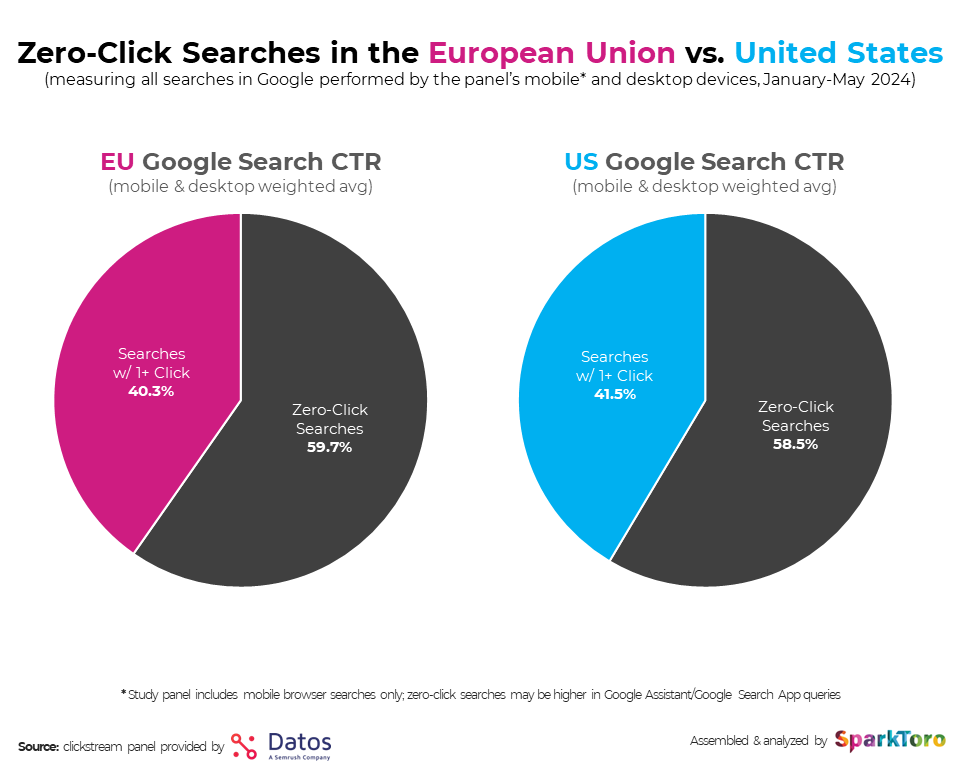 Zero-Click Searches in the European Union vs. United States
(measuring all searches in Google performed by the panel's mobile* and desktop devices, January-May 2024)
EU Google Search CTR
(mobile & desktop weighted avg)
Searches
w/ 1+ Click
40.3%
Zero-Click
Searches
59.7%
US Google Search CTR
(mobile & desktop weighted avg)
Searches
w/ 1+ Click
41.5%
Zero-Click
Searches
58.5%
*Study panel includes mobile browser searches only; zero-click searches may be higher in Google Assistant/Google Search App queries
Source: clickstream panel provided by
Datos
A Semrush Company
Assembled & analyzed by SparkToro